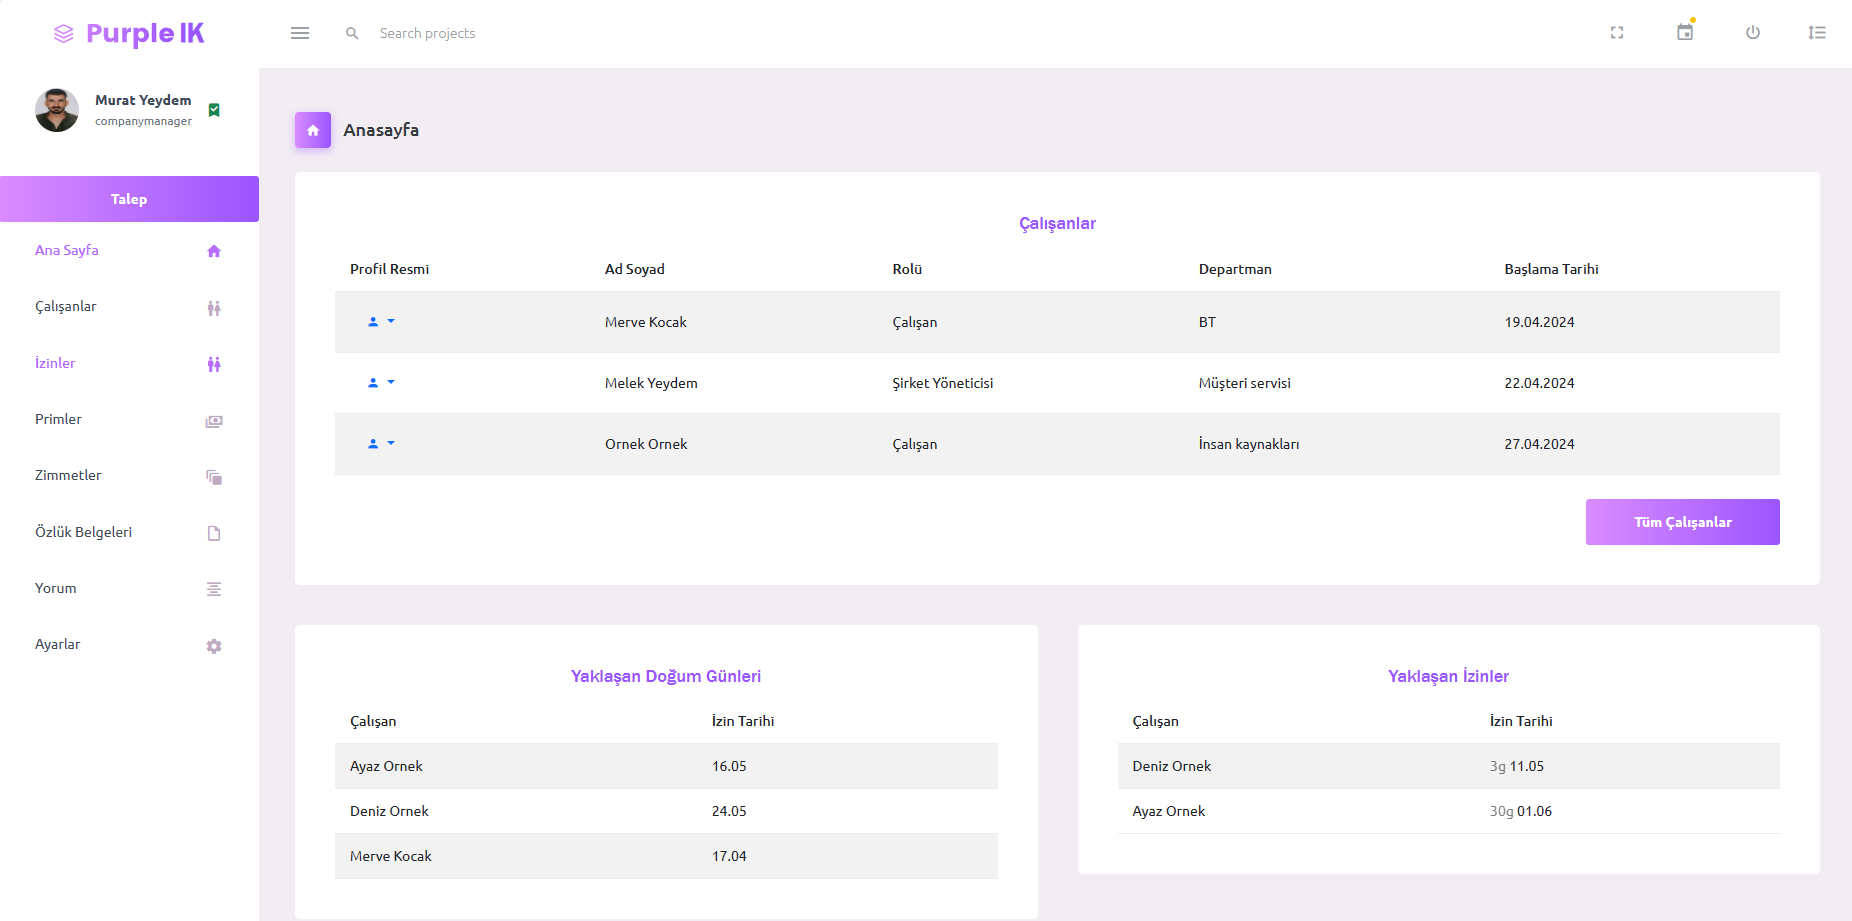 Purple IK
Search projects
Murat Yeydem
companymanager
Talep
Ana Sayfa
Çalışanlar
İzinler
Primler
Zimmetler
Özlük Belgeleri
Yorum
Ayarlar
Anasayfa
Çalışanlar
Profil Resmi Ad Soyad Rolü Departman Başlama Tarihi
Merve Kocak Çalışan BT 19.04.2024
Melek Yeydem Şirket Yöneticisi Müşteri servisi 22.04.2024
Ornek Ornek Çalışan İnsan kaynakları 27.04.2024
Tüm Çalışanlar
Yaklaşan Doğum Günleri
Çalışan İzin Tarihi
Ayaz Ornek 16.05
Deniz Ornek 24.05
Merve Kocak 17.04
Yaklaşan İzinler
Çalışan İzin Tarihi
Deniz Ornek 3g 11.05
Ayaz Ornek 30g 01.06